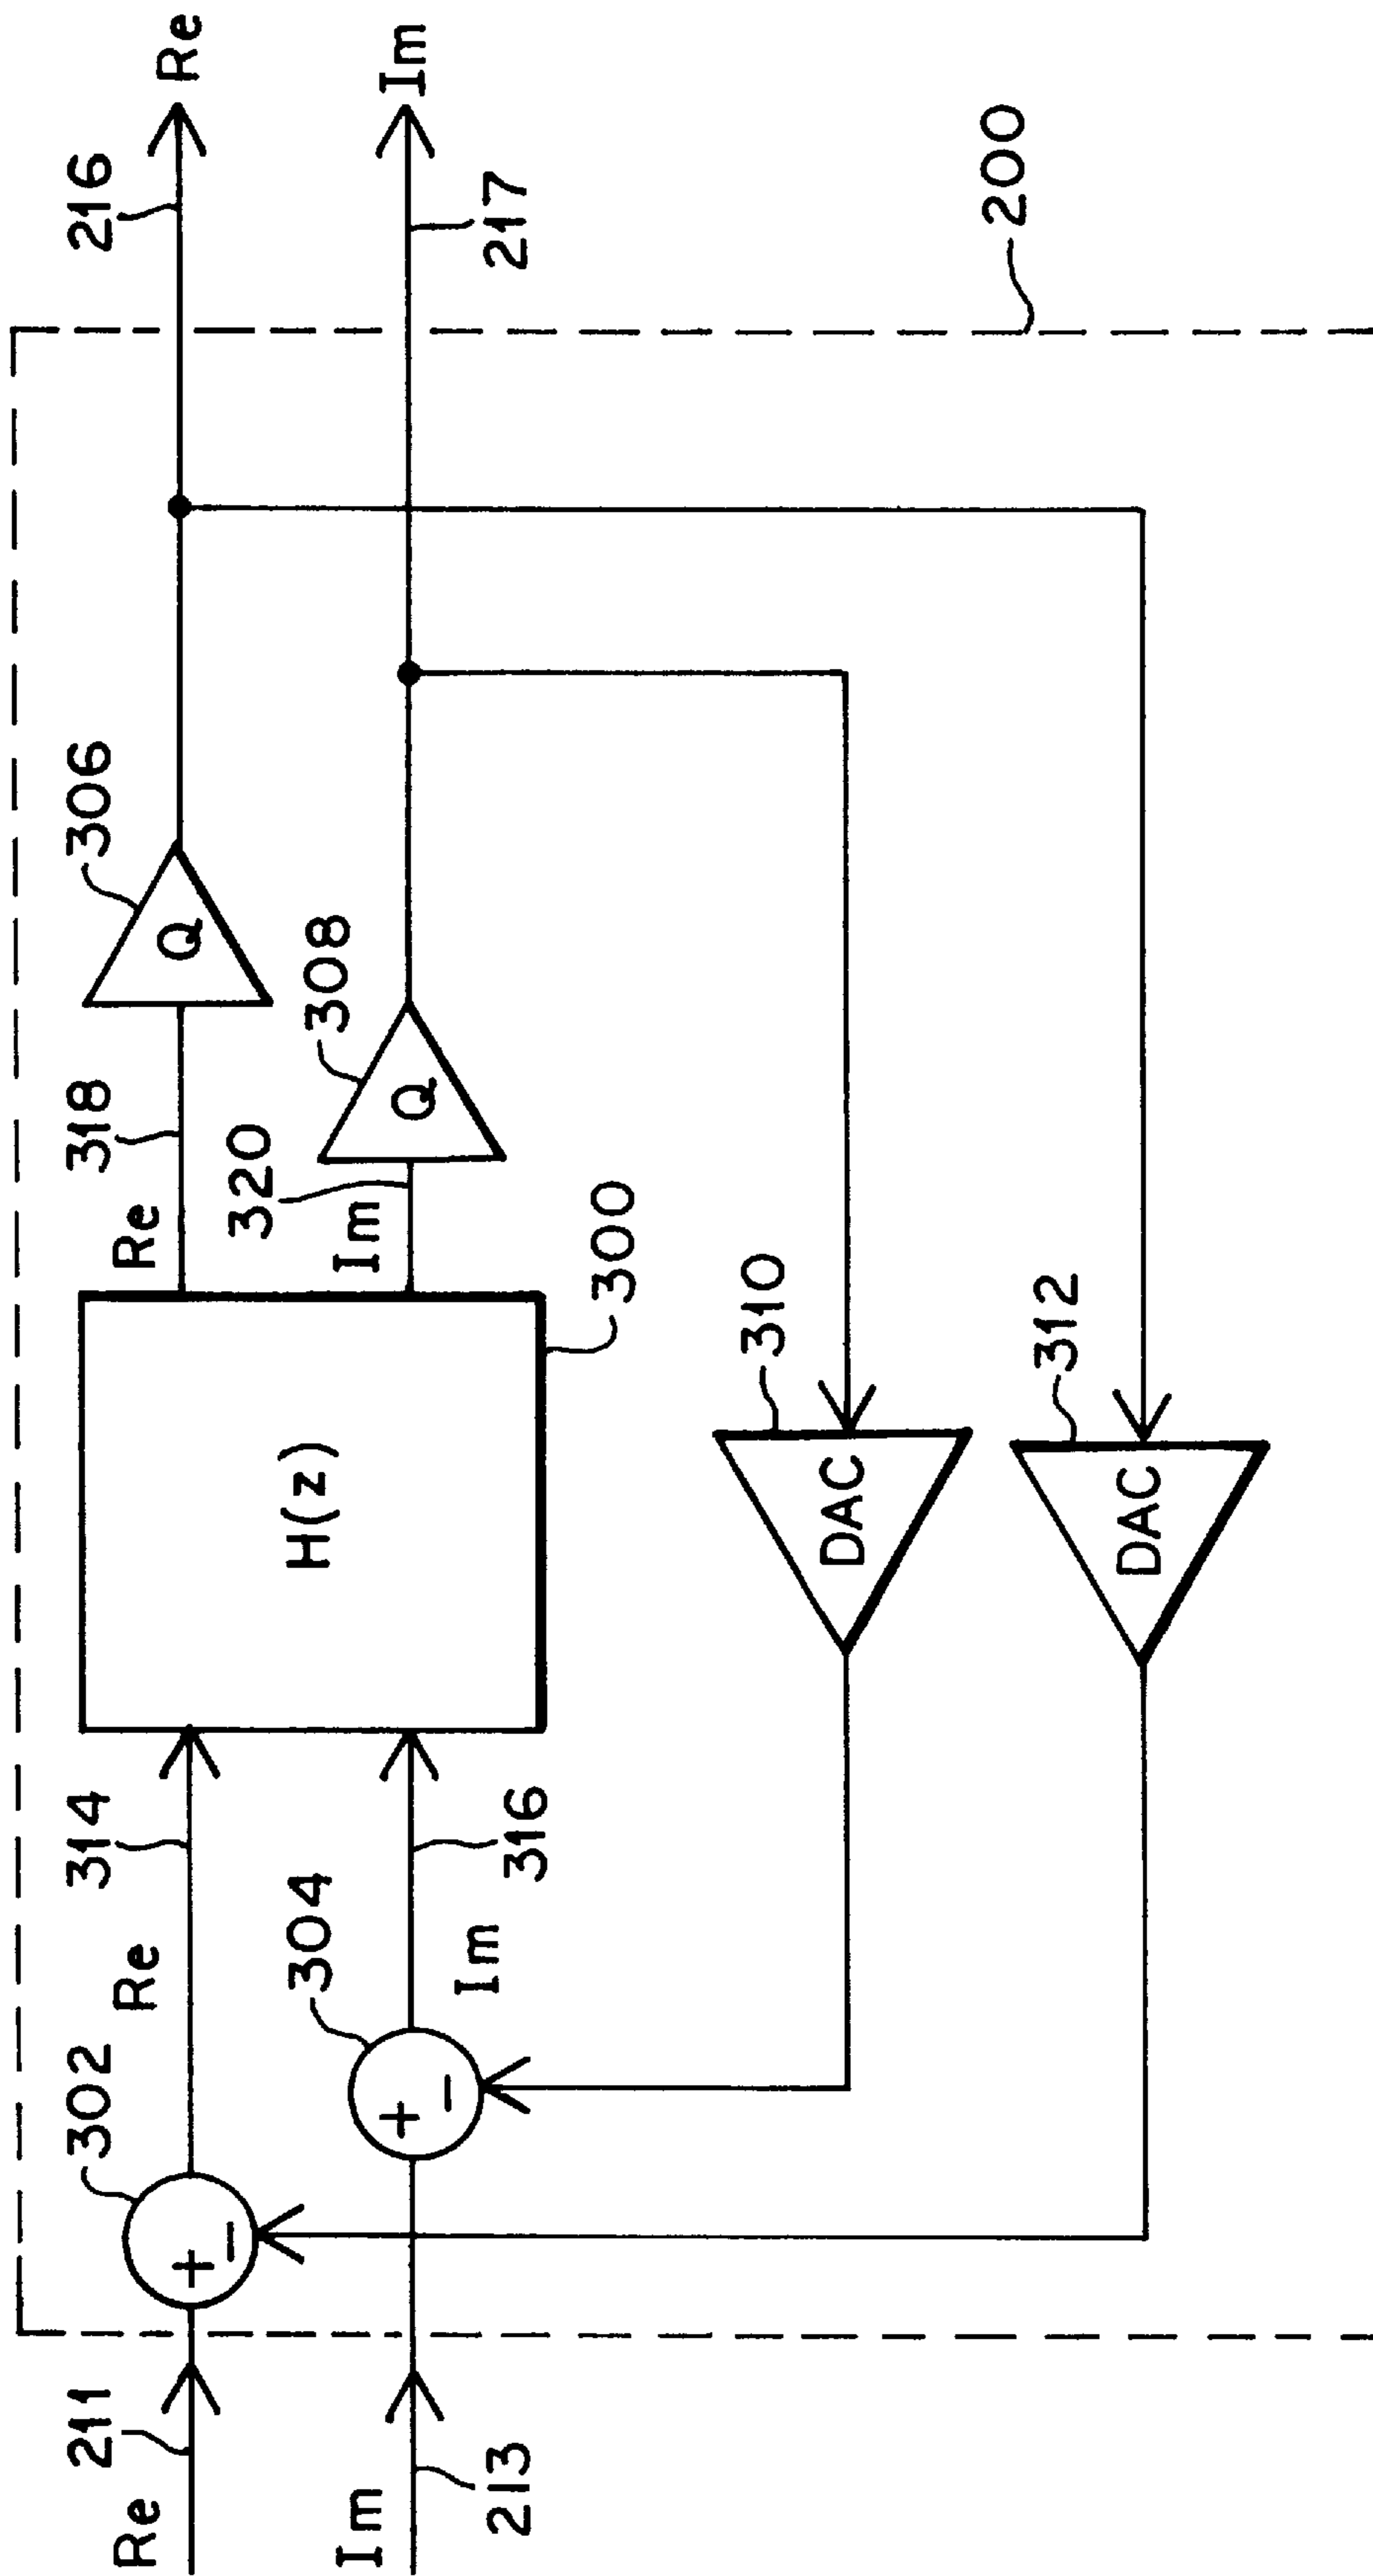 Re
211
302
Re
314
H(z)
Re
318
Q
306
216
Re
Im
213
+
-
304
+
-
Im
316
300
Im
320
Q
308
217
Im
DAC
310
DAC
312
200